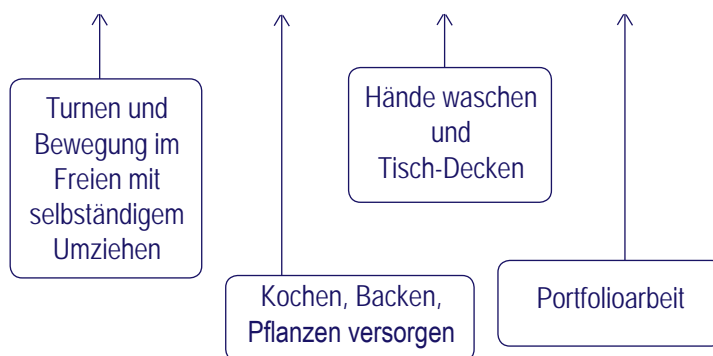 Turnen und
Bewegung im
Freien mit
selbständigem
Umziehen
Hände waschen
und
Tisch-Decken
Kochen, Backen,
Pflanzen versorgen
Portfolioarbeit